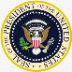 SEAL OF THE PRESIDENT OF THE UNITED STATES